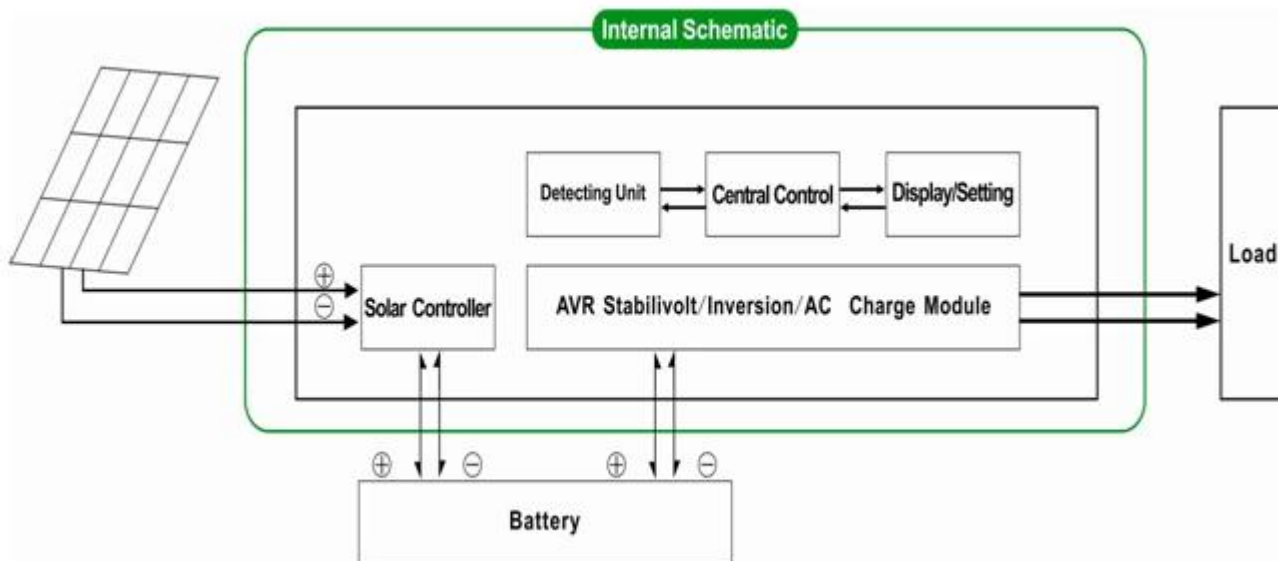 Internal Schematic
Detecting Unit
Central Control
Display/Setting
Load
⊕
⊖
Solar Controller
AVR Stabilivolt/Inversion/AC Charge Module
⊕ ⊖ ⊕ ⊖
Battery